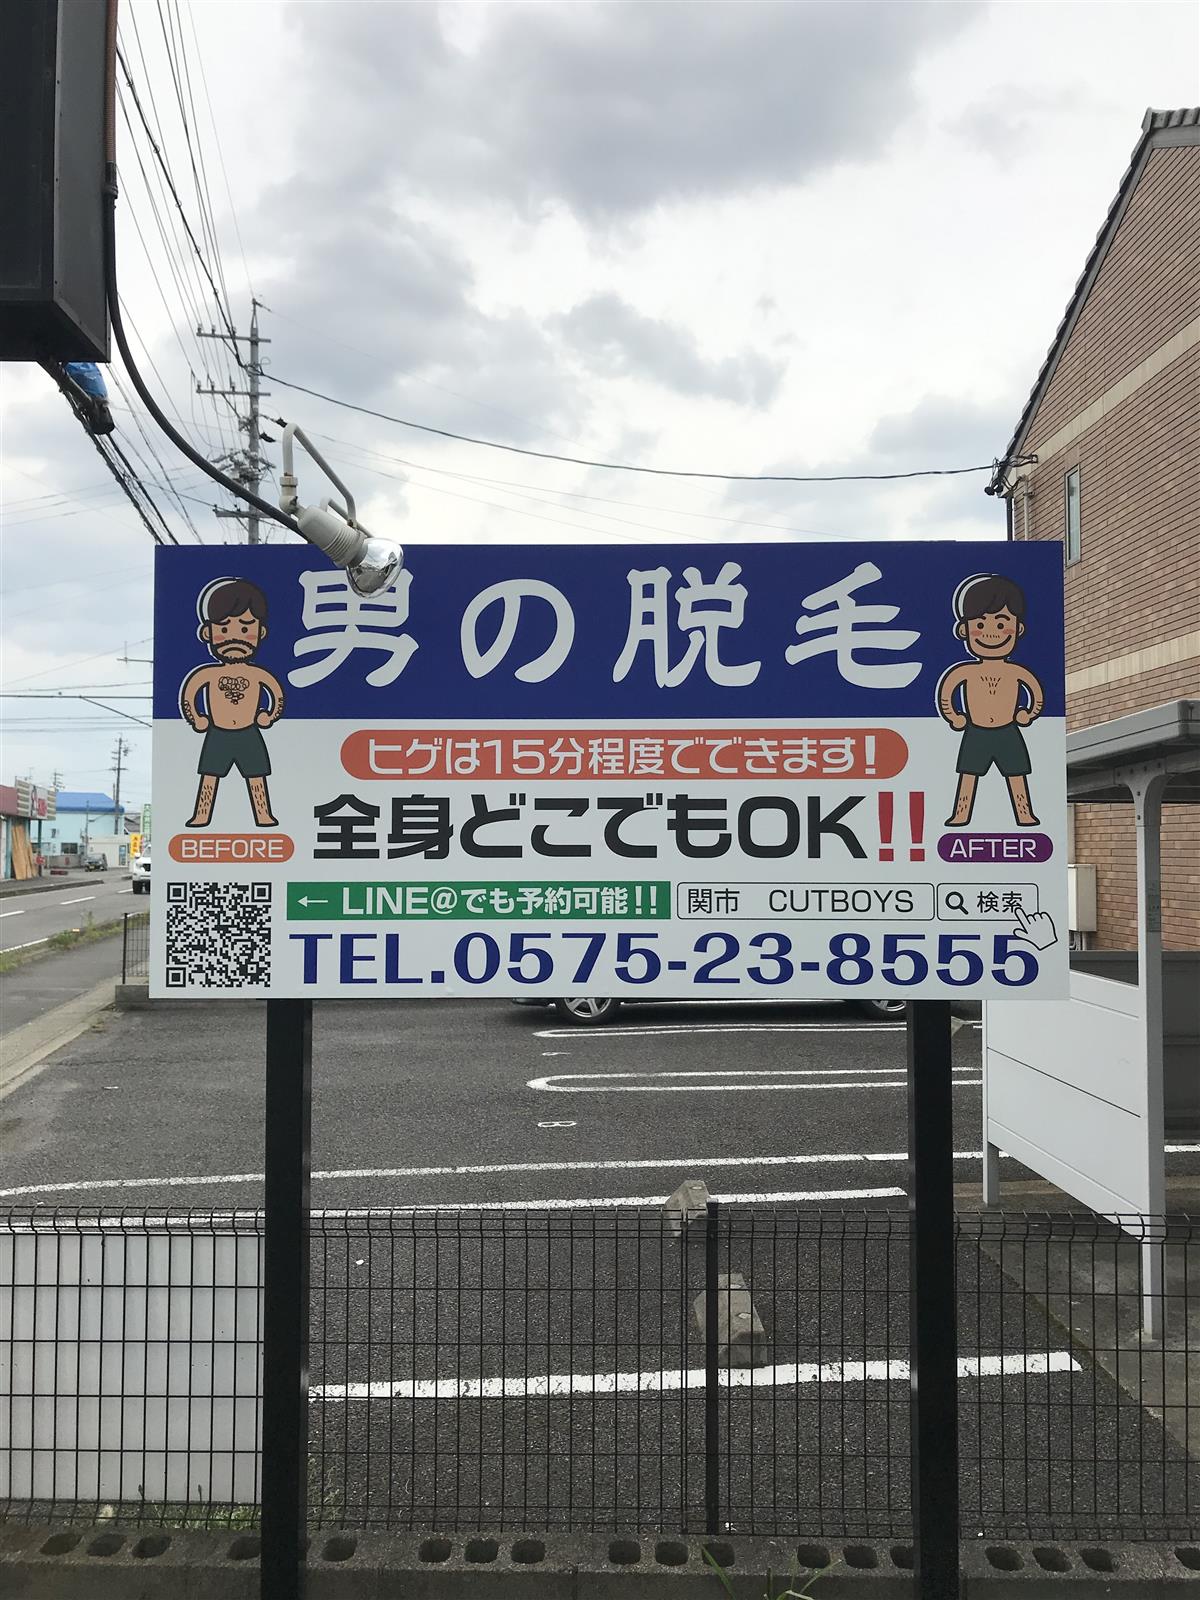 男の脱毛
ヒゲは15分程度でできます!
全身どこでもOK!!
BEFORE
AFTER
← LINE@でも予約可能!!
関市 CUTBOYS
検索
TEL.0575-23-8555